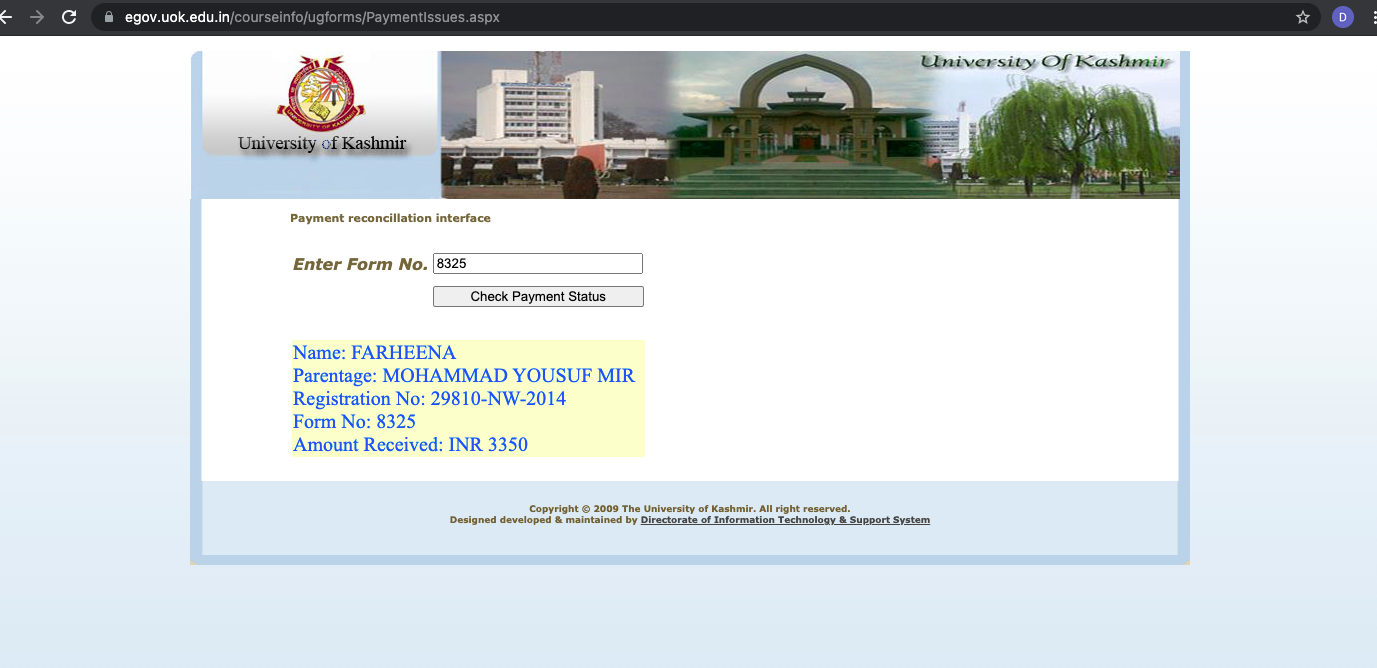 egov.uok.edu.in/courseinfo/ugforms/PaymentIssues.aspx
D
University Of Kashmir
University of Kashmir
Payment reconcillation interface
Enter Form No. 8325
Check Payment Status
Name: FARHEENA
Parentage: MOHAMMAD YOUSUF MIR
Registration No: 29810-NW-2014
Form No: 8325
Amount Received: INR 3350
Copyright © 2009 The University of Kashmir. All right reserved.
Designed developed & maintained by Directorate of Information Technology & Support System